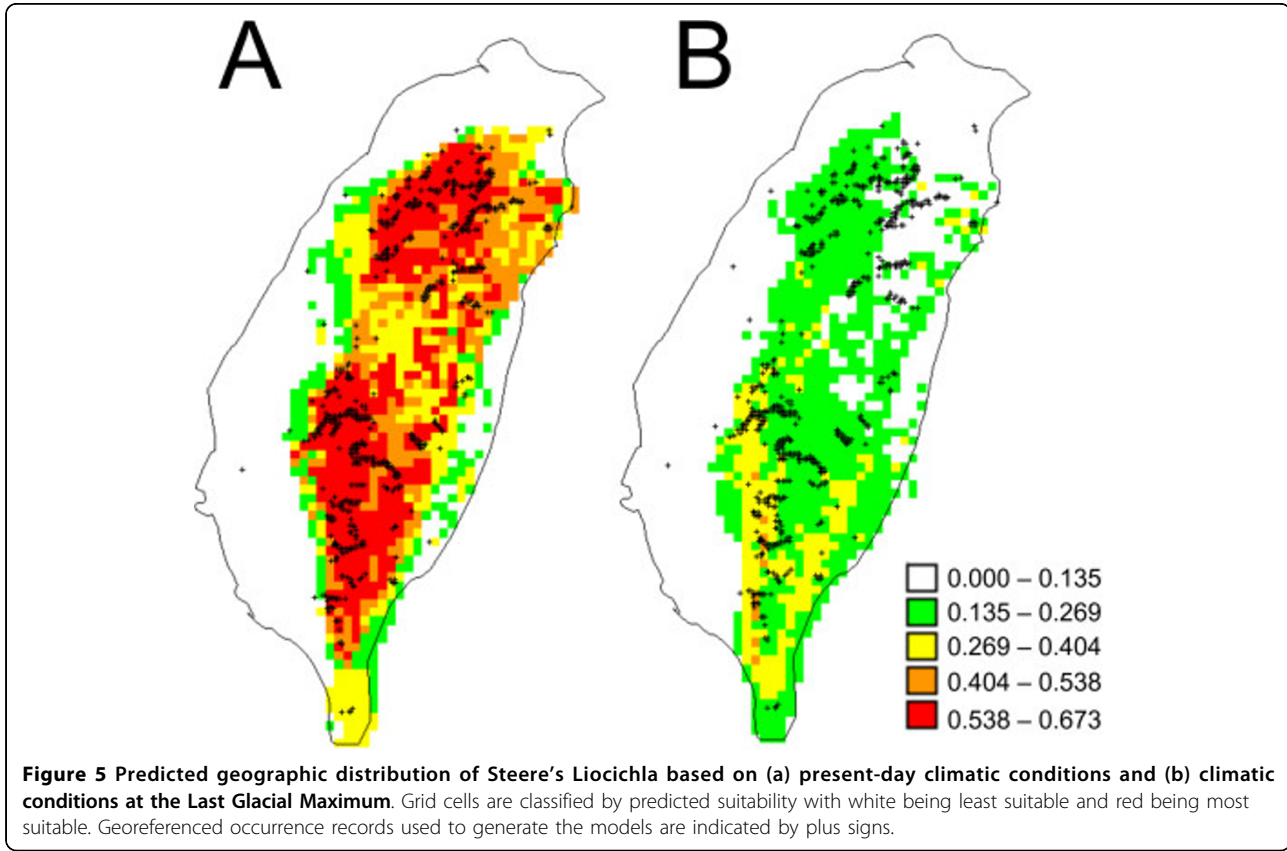 A
B
0.000 – 0.135
0.135 – 0.269
0.269 – 0.404
0.404 – 0.538
0.538 – 0.673
Figure 5 Predicted geographic distribution of Steere's Liocichla based on (a) present-day climatic conditions and (b) climatic
conditions at the Last Glacial Maximum. Grid cells are classified by predicted suitability with white being least suitable and red being most
suitable. Georeferenced occurrence records used to generate the models are indicated by plus signs.